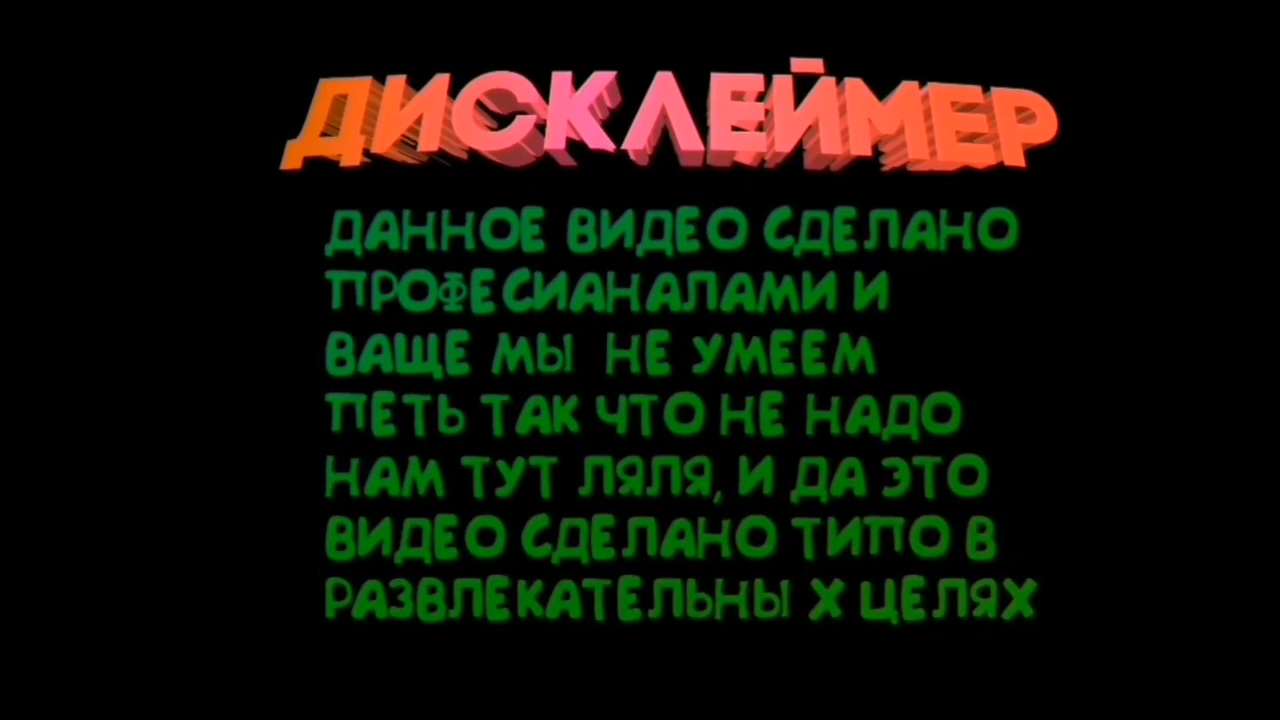 ДИСКЛЕЙМЕР
ДАННОЕ ВИДЕО СДЕЛАНО
ПРОФЕСИАНАЛАМИ И
ВАЩЕ МЫ НЕ УМЕЕМ
ПЕТЬ ТАК ЧТО НЕ НАДО
НАМ ТУТ ЛЯЛЯ, И ДА ЭТО
ВИДЕО СДЕЛАНО ТИПО В
РАЗВЛЕКАТЕЛЬНЫ Х ЦЕЛЯХ